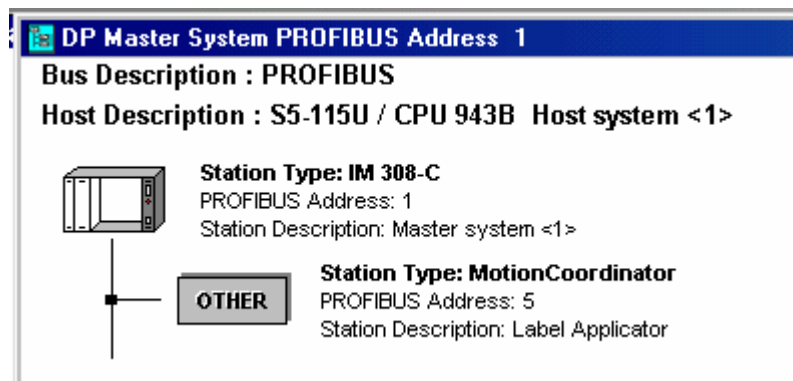 DP Master System PROFIBUS Address 1
Bus Description : PROFIBUS
Host Description : S5-115U / CPU 943B Host system <1>
Station Type: IM 308-C
PROFIBUS Address: 1
Station Description: Master system <1>
OTHER
Station Type: MotionCoordinator
PROFIBUS Address: 5
Station Description: Label Applicator